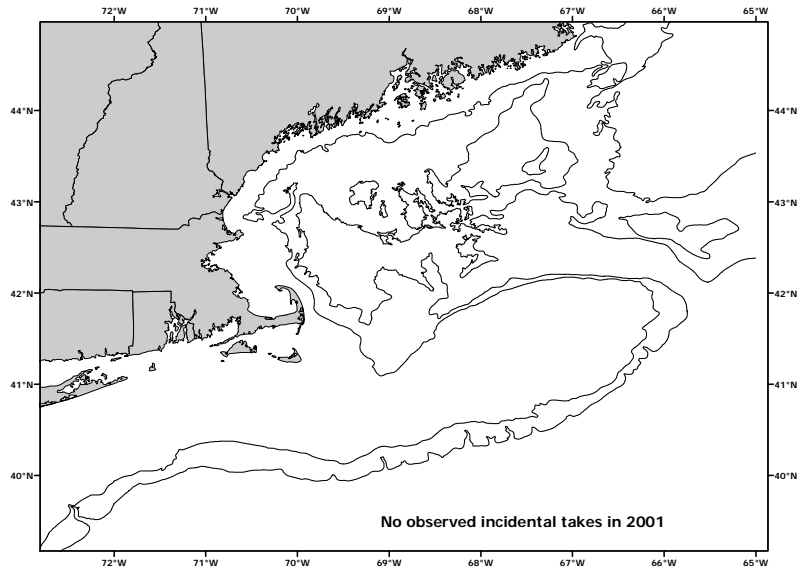 72°W 71°W 70°W 69°W 68°W 67°W 66°W
44°N 44°N
43°N 43°N
42°N 42°N
41°N 41°N
40°N 40°N
No observed incidental takes in 2001
72°W 71°W 70°W 69°W 68°W 67°W 66°W 65°W